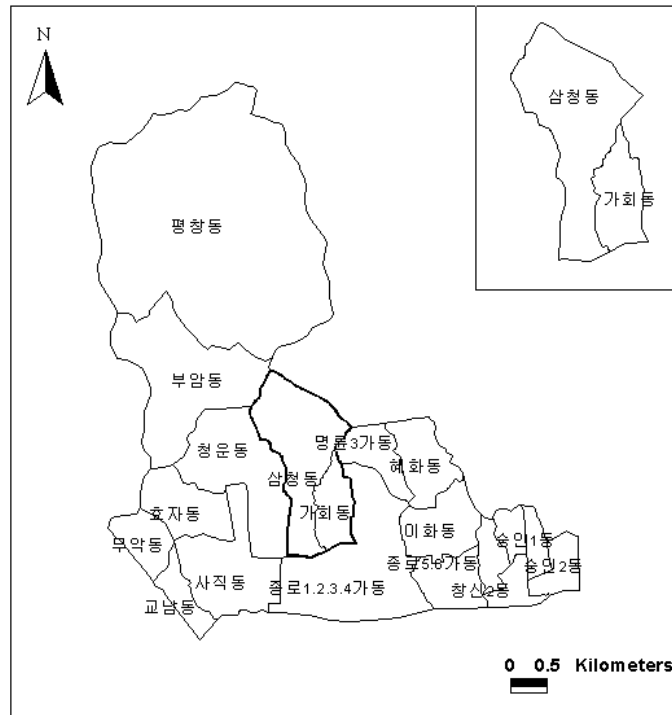 N
삼청동
가회동
평창동
부암동
청운동
명륜3가동
혜화동
삼청동
가회동
효자동
이화동
무악동
숭인1동
사직동
종로1.2.3.4가동
종로5.6가동
숭인2동
교남동
창신2동
0 0.5 Kilometers